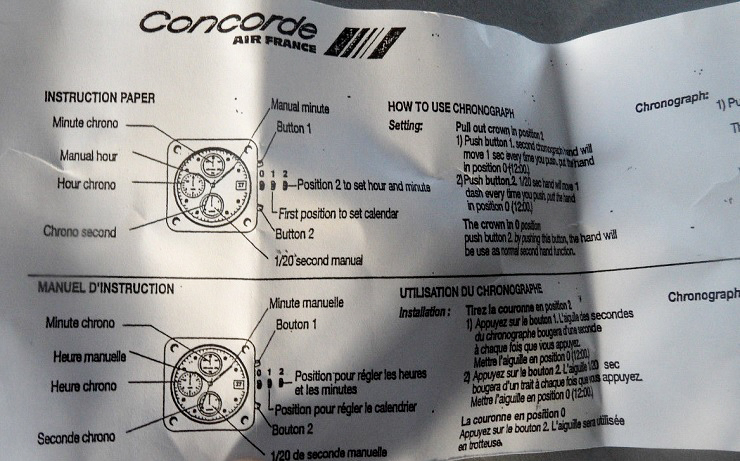 Concorde
AIR FRANCE
INSTRUCTION PAPER
Minute chrono
Manual hour
Hour chrono
Chrono second
Manual minute
Button 1
0 1 2
Position 2 to set hour and minute
First position to set calendar
Button 2
1/20 second manual
27
HOW TO USE CHRONOGRAPH
Setting:
Pull out crown in position 2
1) Push button 1. second chronograph hand will
move 1 sec every time you push, put the hand
in position 0 (12:00.)
2) Push button 2. 1/20 sec hand will move 1
dash every time you push, put the hand
in position 0 (12:00.)
The crown in 0 position
push button 2. by pushing this button, the hand will
be use as normal second hand function.
Chronograph:
1) Pu
Th
MANUEL D'INSTRUCTION
Minute chrono
Heure manuelle
Heure chrono
Seconde chrono
Minute manuelle
Bouton 1
0 1 2
Position pour régler les heures
et les minutes
Position pour régler le calendrier
Bouton 2
1/20 de seconde manuelle
27
UTILISATION DU CHRONOGRAPHE
Installation:
Tirez la couronne en position 2
1) Appuyez sur le bouton 1. L'aiguille des secondes
du chronographe bougera d'une seconde
à chaque fois que vous appuyez.
Mettre l'aiguille en position 0 (12:00.)
2) Appuyez sur le bouton 2. L'aiguille 1/20 sec
bougera d'un trait à chaque fois que vous appuyez.
Mettre l'aiguille en position 0 (12:00.)
La couronne en position 0
Appuyez sur le bouton 2. L'aiguille sera utilisée
en trotteuse.
Chronograph